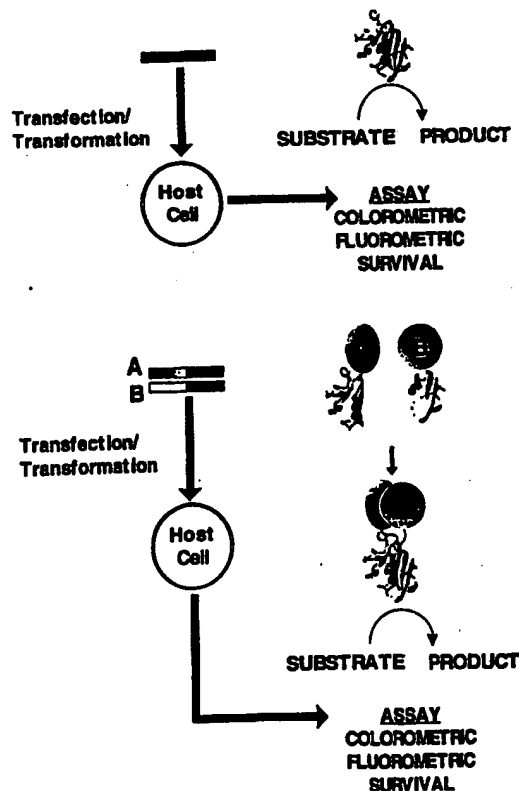 Transfection/
Transformation
SUBSTRATE PRODUCT
Host
Cell
ASSAY
COLOROMETRIC
FLUOROMETRIC
SURVIVAL
A
B
Transfection/
Transformation
Host
Cell
SUBSTRATE PRODUCT
ASSAY
COLOROMETRIC
FLUOROMETRIC
SURVIVAL